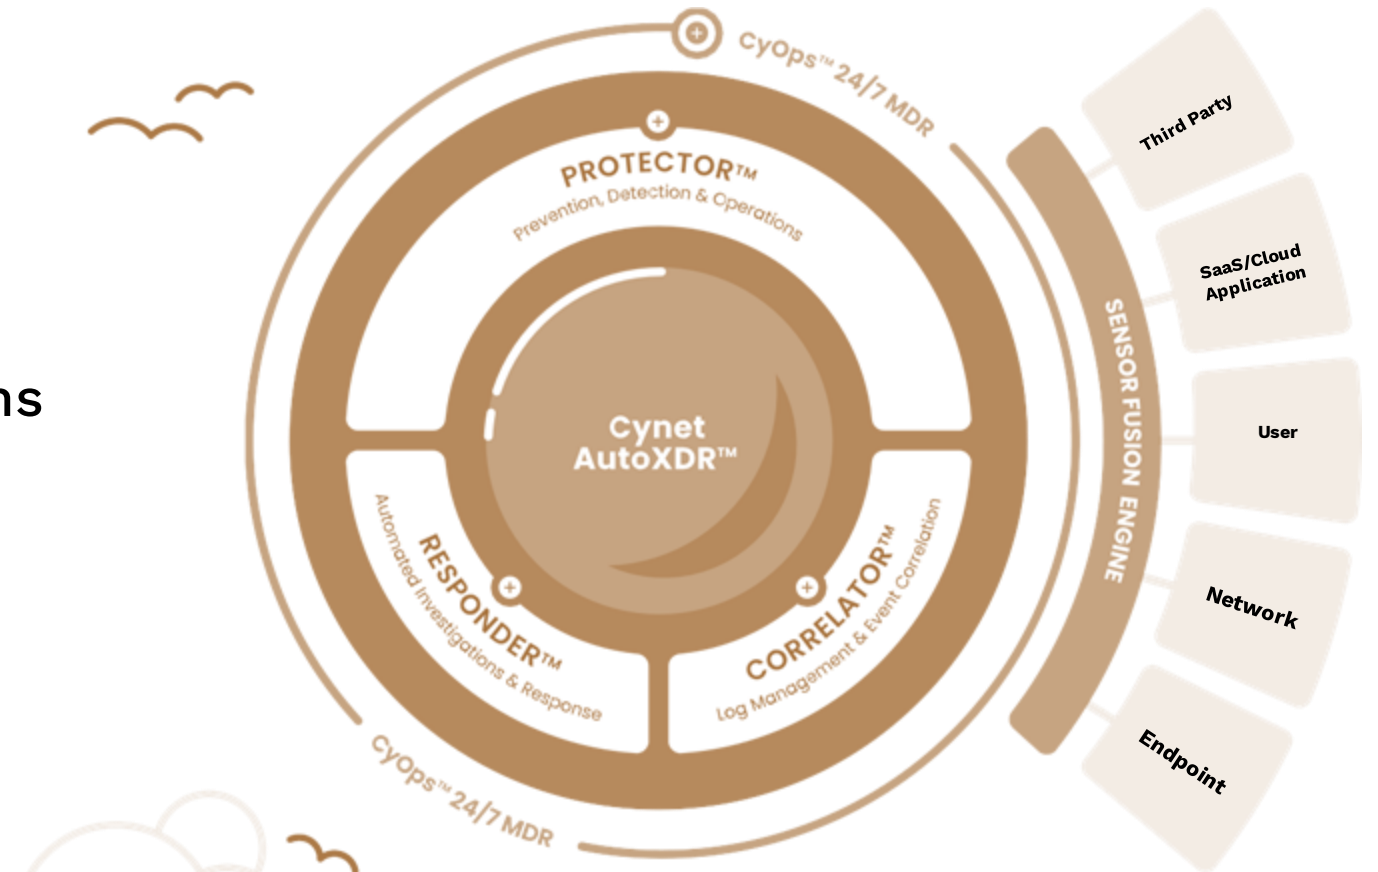 CyOps™ 24/7 MDR
PROTECTOR™
Prevention, Detection & Operations
Cynet
AutoXDR™
RESPONDER™
Automated Investigations & Response
CORRELATOR™
Log Management & Event Correlation
CyOps™ 24/7 MDR
SENSOR FUSION ENGINE
Third Party
SaaS/Cloud
Application
User
Network
Endpoint